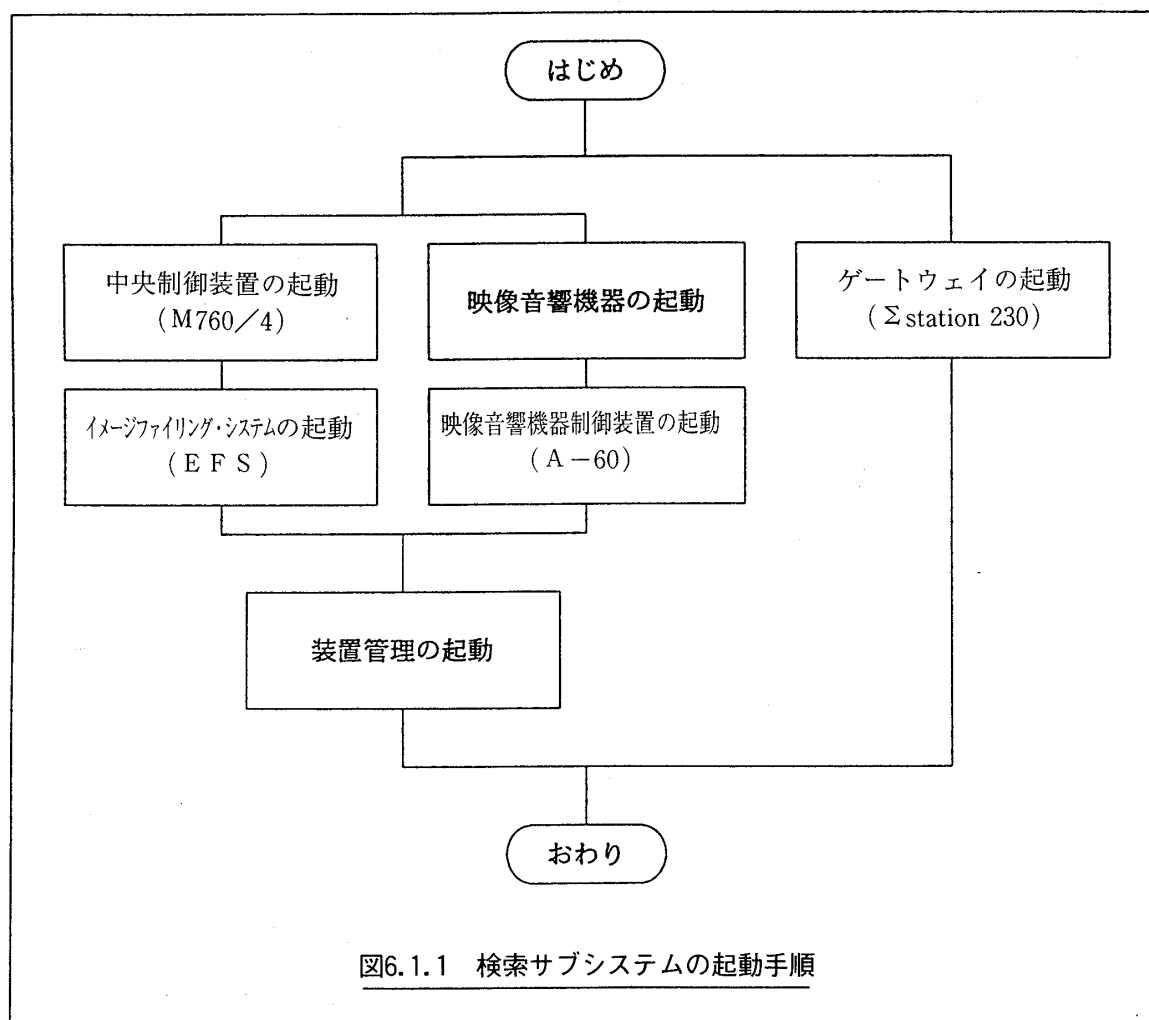 はじめ
中央制御装置の起動
(M760/4)
映像音響機器の起動
ゲートウェイの起動
(Σstation 230)
イメージファイリング・システムの起動
(EFS)
映像音響機器制御装置の起動
(A-60)
装置管理の起動
おわり
図6.1.1 検索サブシステムの起動手順